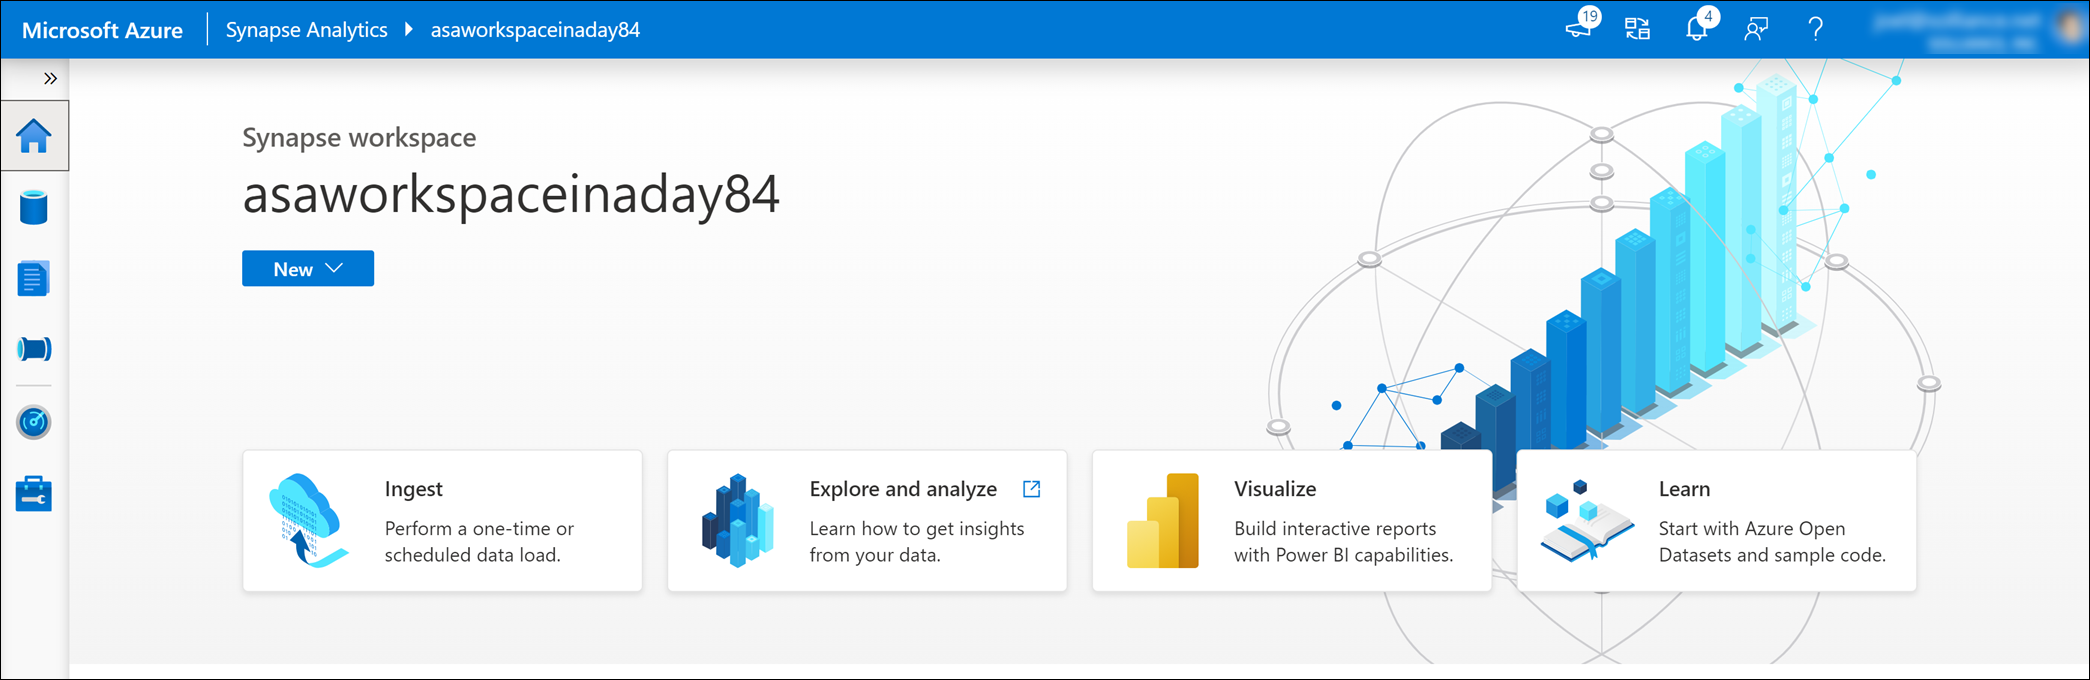 Microsoft Azure
Synapse Analytics
asaworkspaceinaday84
19
4
Synapse workspace
asaworkspaceinaday84
New
Ingest
Perform a one-time or
scheduled data load.
Explore and analyze
Learn how to get insights
from your data.
Visualize
Build interactive reports
with Power BI capabilities.
Learn
Start with Azure Open
Datasets and sample code.